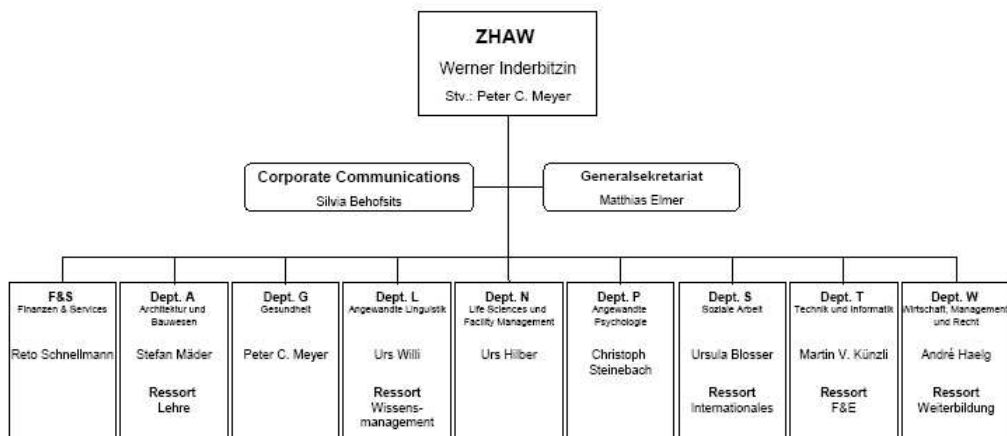 ZHAW
Werner Inderbitzin
Stv.: Peter C. Meyer
Corporate Communications
Silvia Behofsits
Generalsekretariat
Matthias Elmer
F&S
Finanzen & Services
Reto Schnellmann
Dept. A
Architektur und
Bauwesen
Stefan Mäder
Ressort
Lehre
Dept. G
Gesundheit
Peter C. Meyer
Dept. L
Angewandte Linguistik
Urs Willi
Ressort
Wissens-
management
Dept. N
Life Sciences und
Facility Management
Urs Hilber
Dept. P
Angewandte
Psychologie
Christoph
Steinebach
Dept. S
Soziale Arbeit
Ursula Blosser
Ressort
Internationales
Dept. T
Technik und Informatik
Martin V. Künzli
Ressort
F&E
Dept. W
Wirtschaft, Management
und Recht
André Haelg
Ressort
Weiterbildung